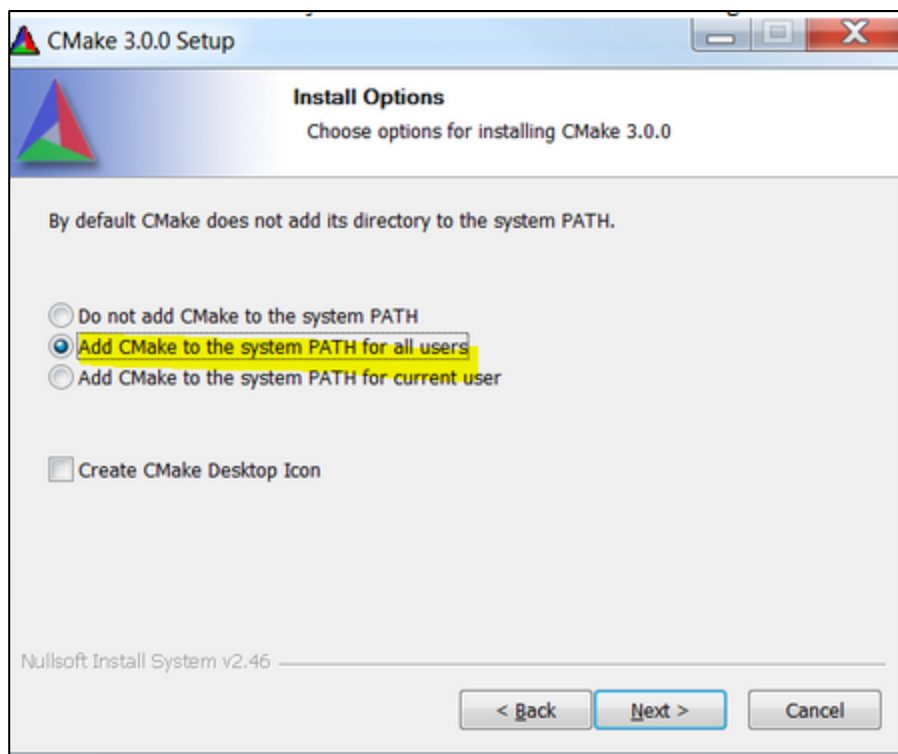 CMake 3.0.0 Setup
Install Options
Choose options for installing CMake 3.0.0
By default CMake does not add its directory to the system PATH.
Do not add CMake to the system PATH
Add CMake to the system PATH for all users
Add CMake to the system PATH for current user
Create CMake Desktop Icon
Nullsoft Install System v2.46
< Back Next > Cancel